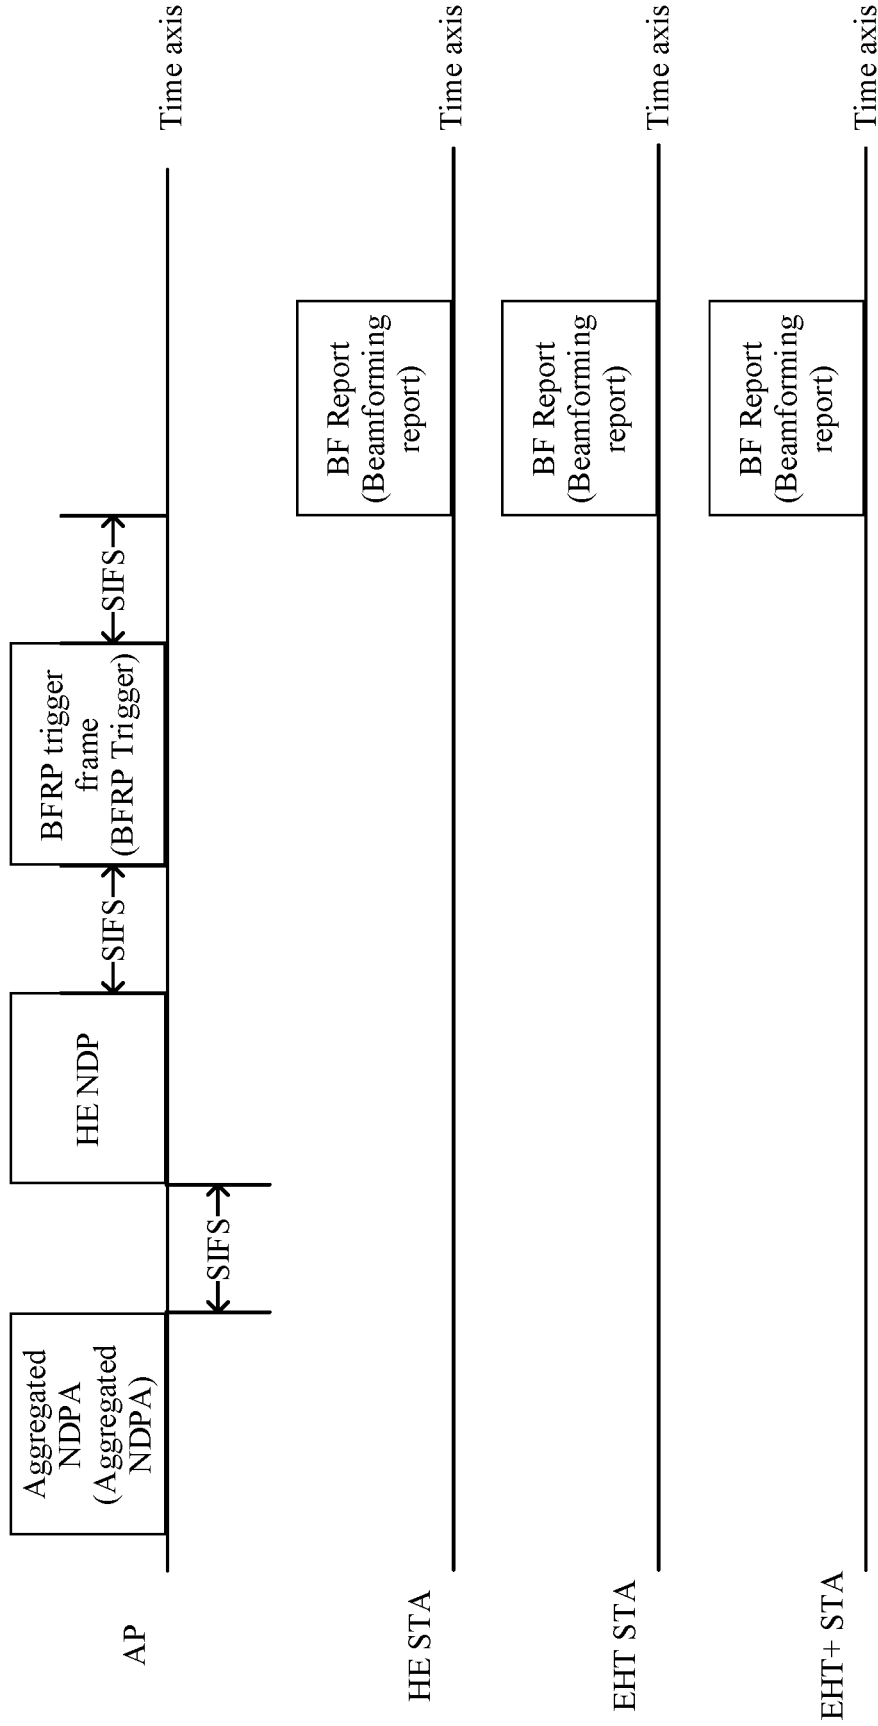 AP
Aggregated
NDPA
(Aggregated
NDPA)
SIFS
HE NDP
SIFS
BFRP trigger
frame
(BFRP Trigger)
SIFS
Time axis
HE STA
BF Report
(Beamforming
report)
Time axis
EHT STA
BF Report
(Beamforming
report)
Time axis
EHT+ STA
BF Report
(Beamforming
report)
Time axis